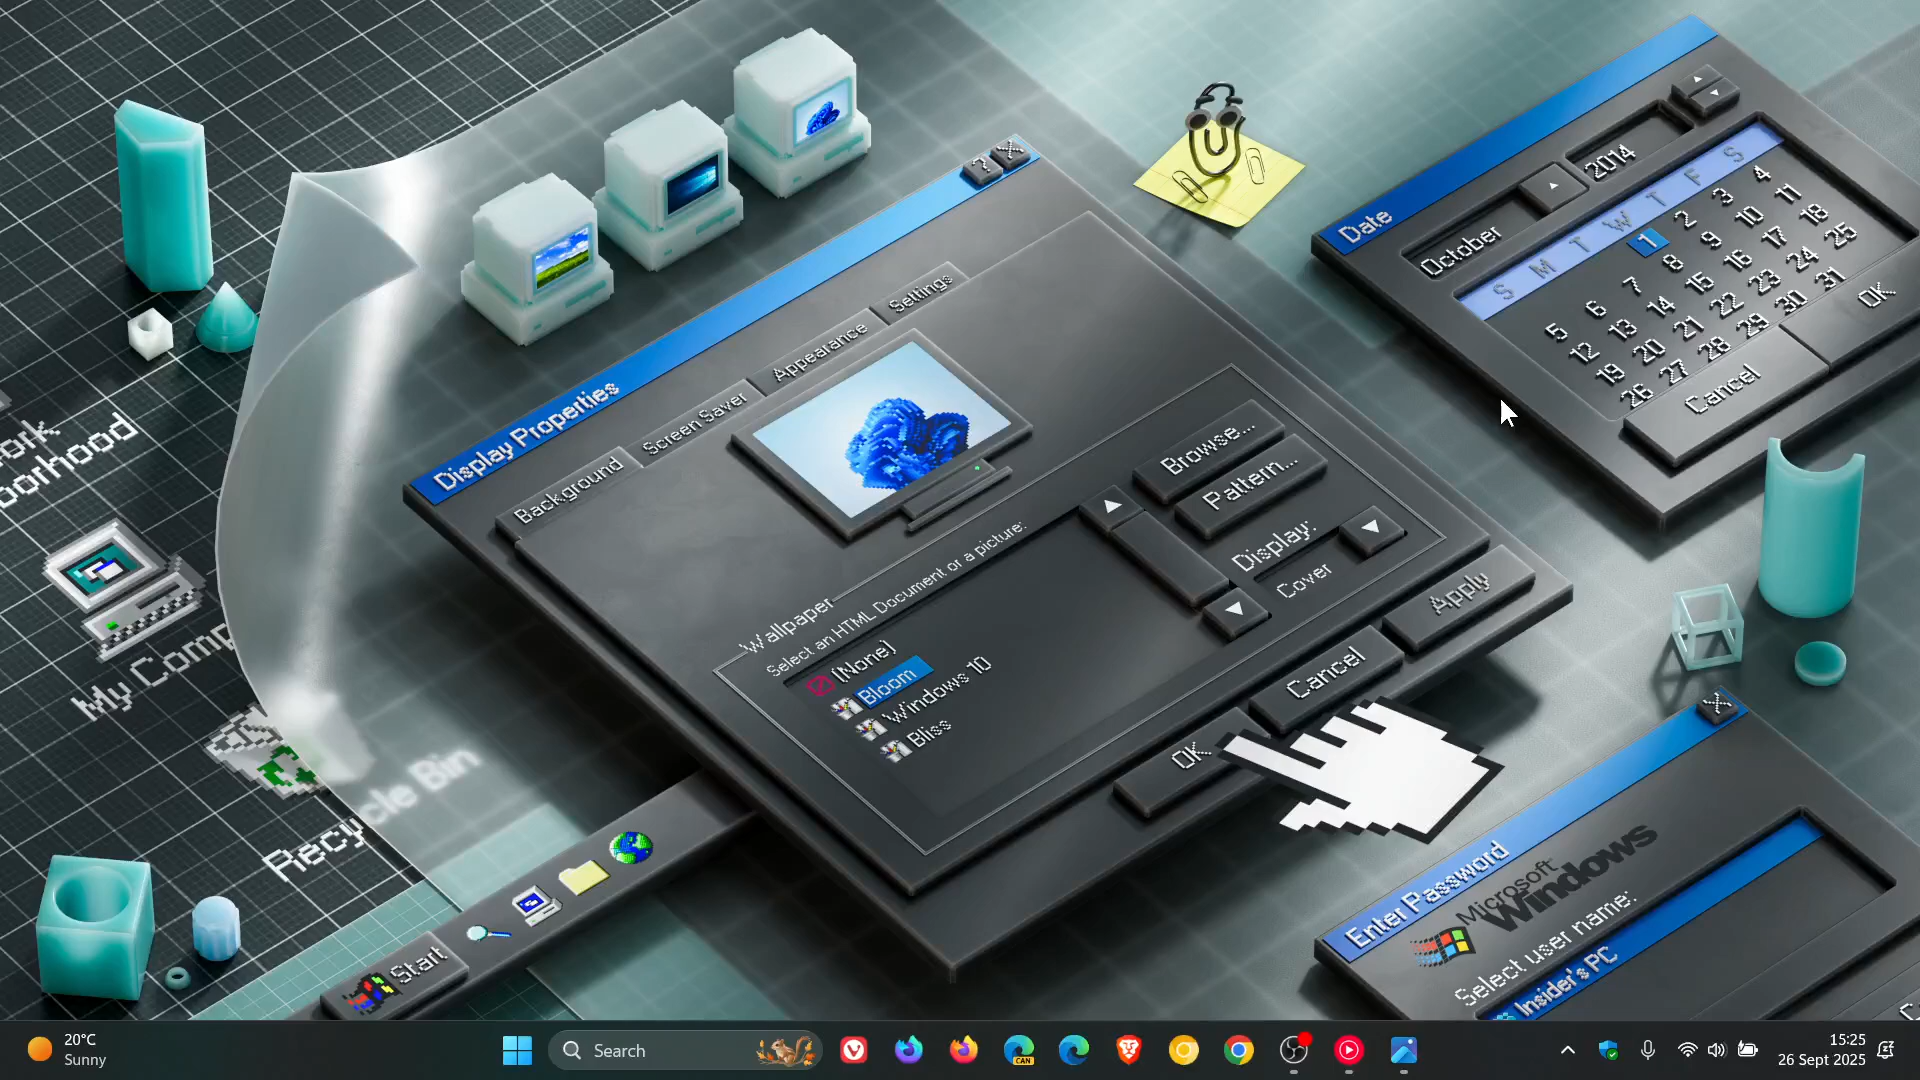 Date
October
2014
S M T W T F S
1 2 3 4
5 6 7 8 9 10 11
12 13 14 15 16 17 18
19 20 21 22 23 24 25
26 27 28 29 30 31
Cancel
OK
Display Properties
?
Background
Screen Saver
Appearance
Settings
Wallpaper
Select an HTML Document or a picture:
(None)
Bloom
Windows 10
Bliss
Browse...
Pattern...
Display:
Cover
OK
Cancel
Apply
My Comp
Recycle Bin
Start
Enter Password
Microsoft
Windows
Select user name:
Insider's PC
20°C
Sunny
Search
CAN
15:25
26 Sept 2025